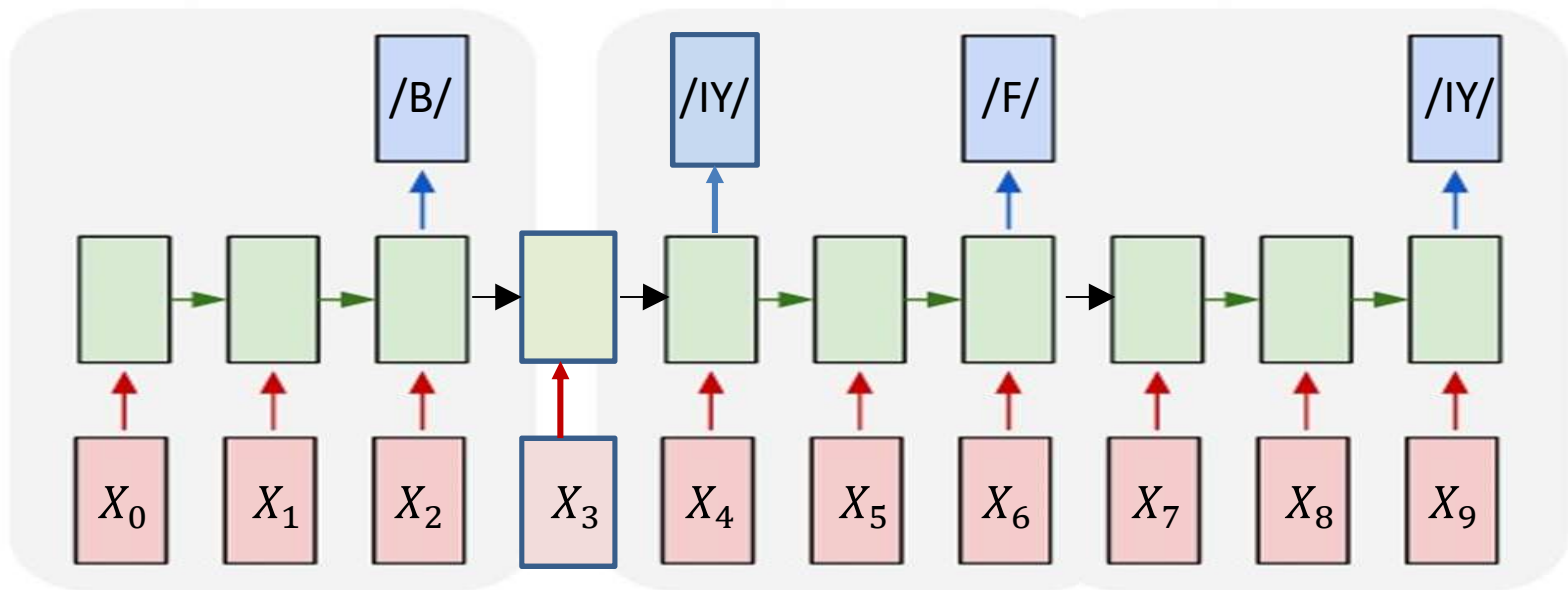 /B/ /IY/ /F/ /IY/
X₀ X₁ X₂ X₃ X₄ X₅ X₆ X₇ X₈ X₉